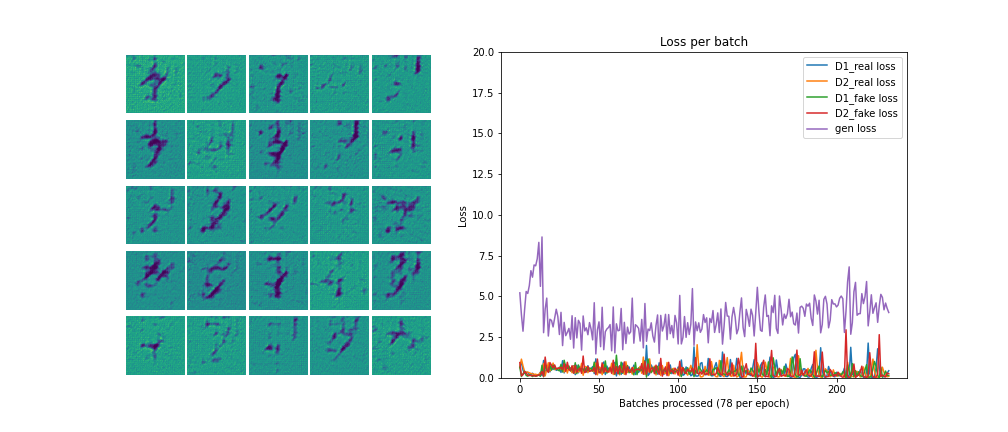 Loss per batch
20.0
17.5
15.0
12.5
10.0
7.5
5.0
2.5
0.0
Loss
D1_real loss
D2_real loss
D1_fake loss
D2_fake loss
gen loss
0 50 100 150 200
Batches processed (78 per epoch)